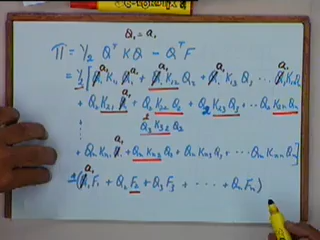 Q₁ = a₁
Π = ½ Qᵀ K Q − Qᵀ F
= ½ [ Q₁ K₁₁ Q₁ + Q₁ K₁₂ Q₂ + Q₁ K₁₃ Q₃ ... Q₁ K₁ₙ Qₙ
+ Q₂ K₂₁ Q₁ + Q₂ K₂₂ Q₂ + Q₂ K₂₃ Q₃ ... + Q₂ K₂ₙ Qₙ
Q₃ K₃₂ Q₂
+ Qₙ Kₙ₁ Q₁ + Qₙ Kₙ₂ Q₂ + Qₙ Kₙ₃ Q₃ + ... Qₙ Kₙₙ Qₙ ]
− ( Q₁ F₁ + Q₂ F₂ + Q₃ F₃ + ... + Qₙ Fₙ )